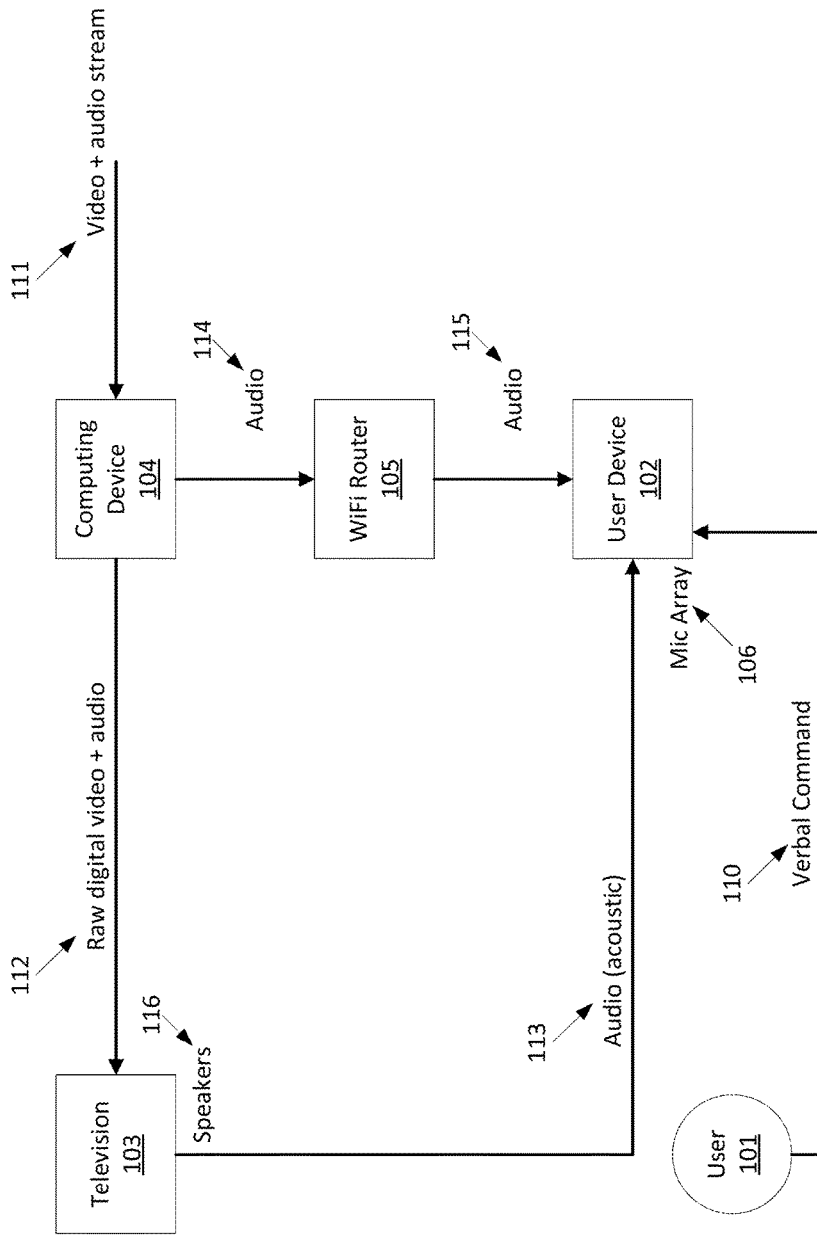 112
111
Raw digital video + audio
Video + audio stream
Television
103
Computing
Device
104
116
Speakers
114
Audio
WiFi Router
105
115
Audio
113
Audio (acoustic)
User Device
102
Mic Array
106
User
101
110
Verbal Command